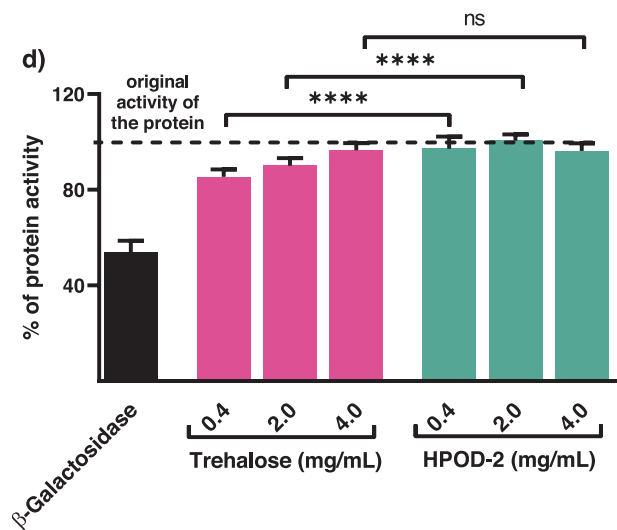 ns
d)
****
original
activity of
the protein
****
120
80
40
% of protein activity
0.4
2.0
4.0
0.4
2.0
4.0
Trehalose (mg/mL)
HPOD-2 (mg/mL)
β-Galactosidase